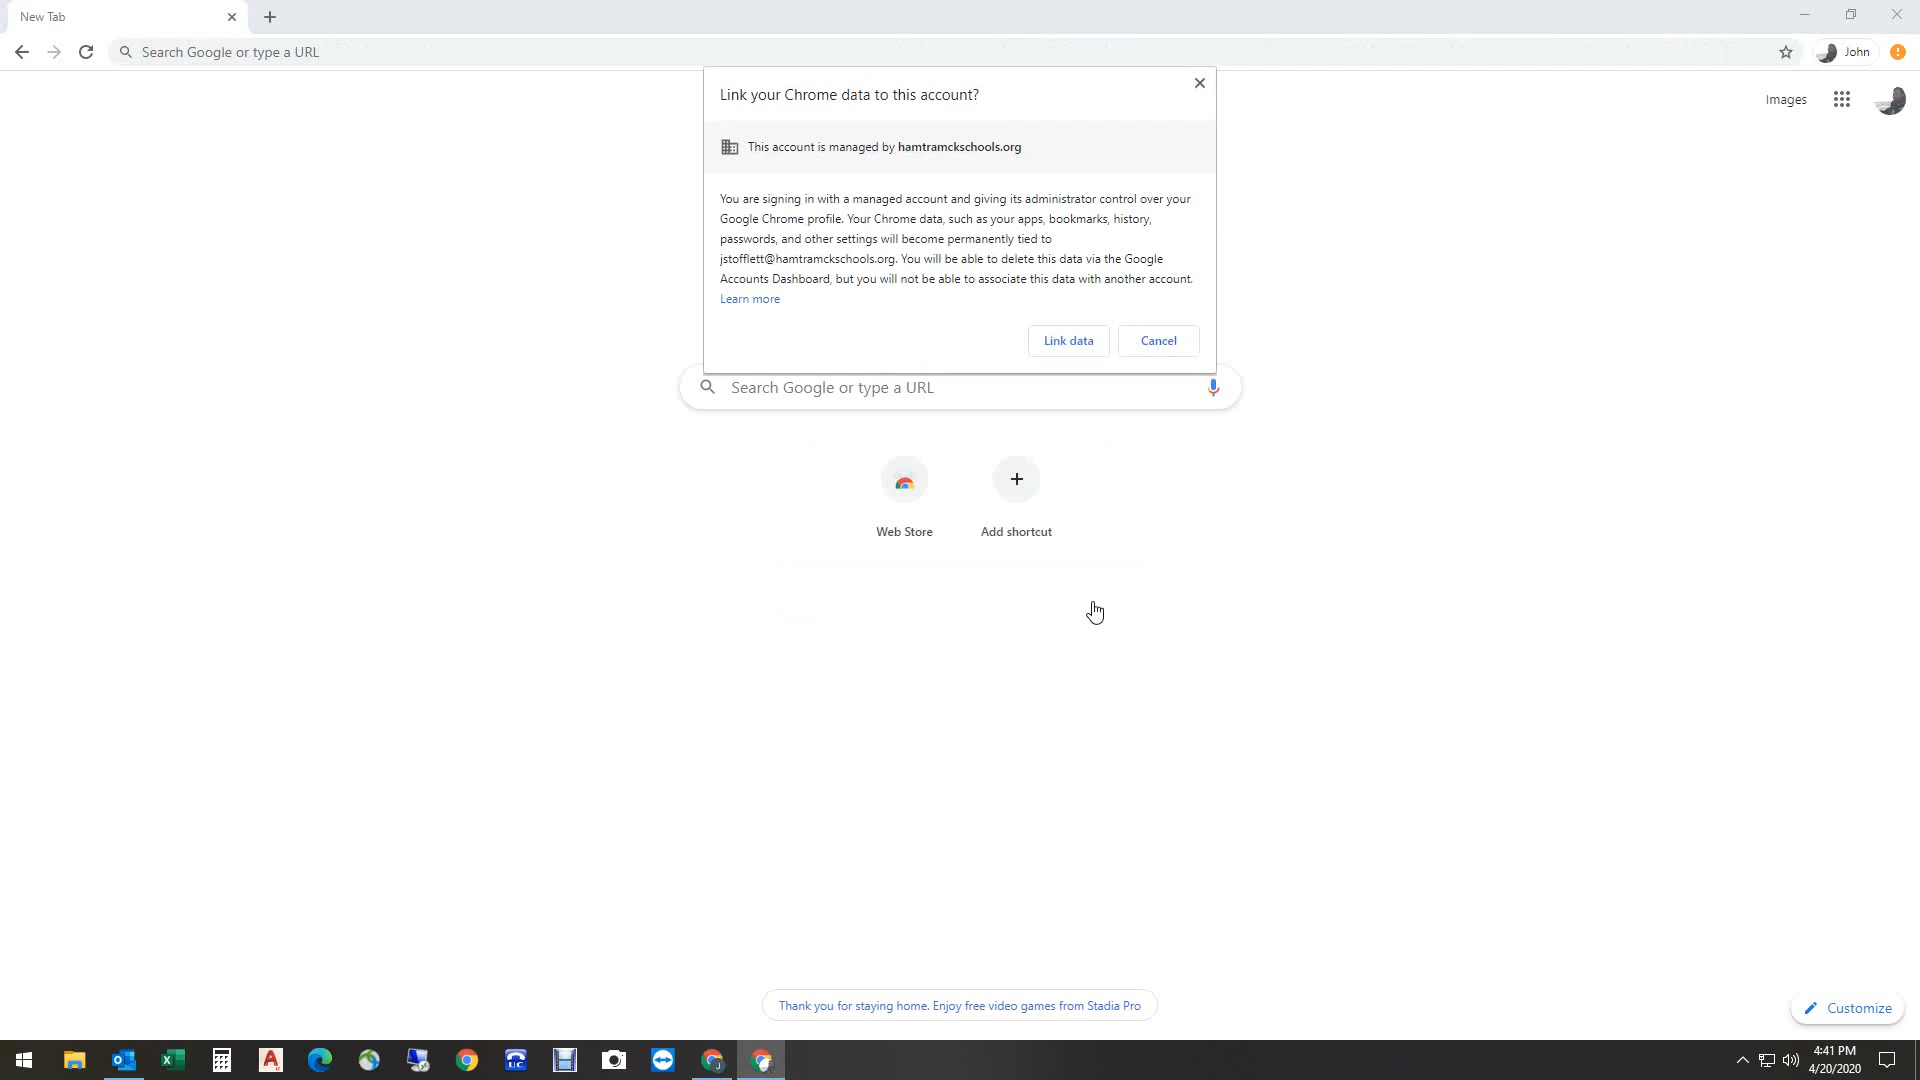 New Tab
Search Google or type a URL
John
Link your Chrome data to this account?
Images
This account is managed by hamtramckschools.org
You are signing in with a managed account and giving its administrator control over your
Google Chrome profile. Your Chrome data, such as your apps, bookmarks, history,
passwords, and other settings will become permanently tied to
jstofflett@hamtramckschools.org. You will be able to delete this data via the Google
Accounts Dashboard, but you will not be able to associate this data with another account.
Learn more
Link data
Cancel
Search Google or type a URL
Web Store
Add shortcut
Thank you for staying home. Enjoy free video games from Stadia Pro
Customize
UC
J
4:41 PM
4/20/2020